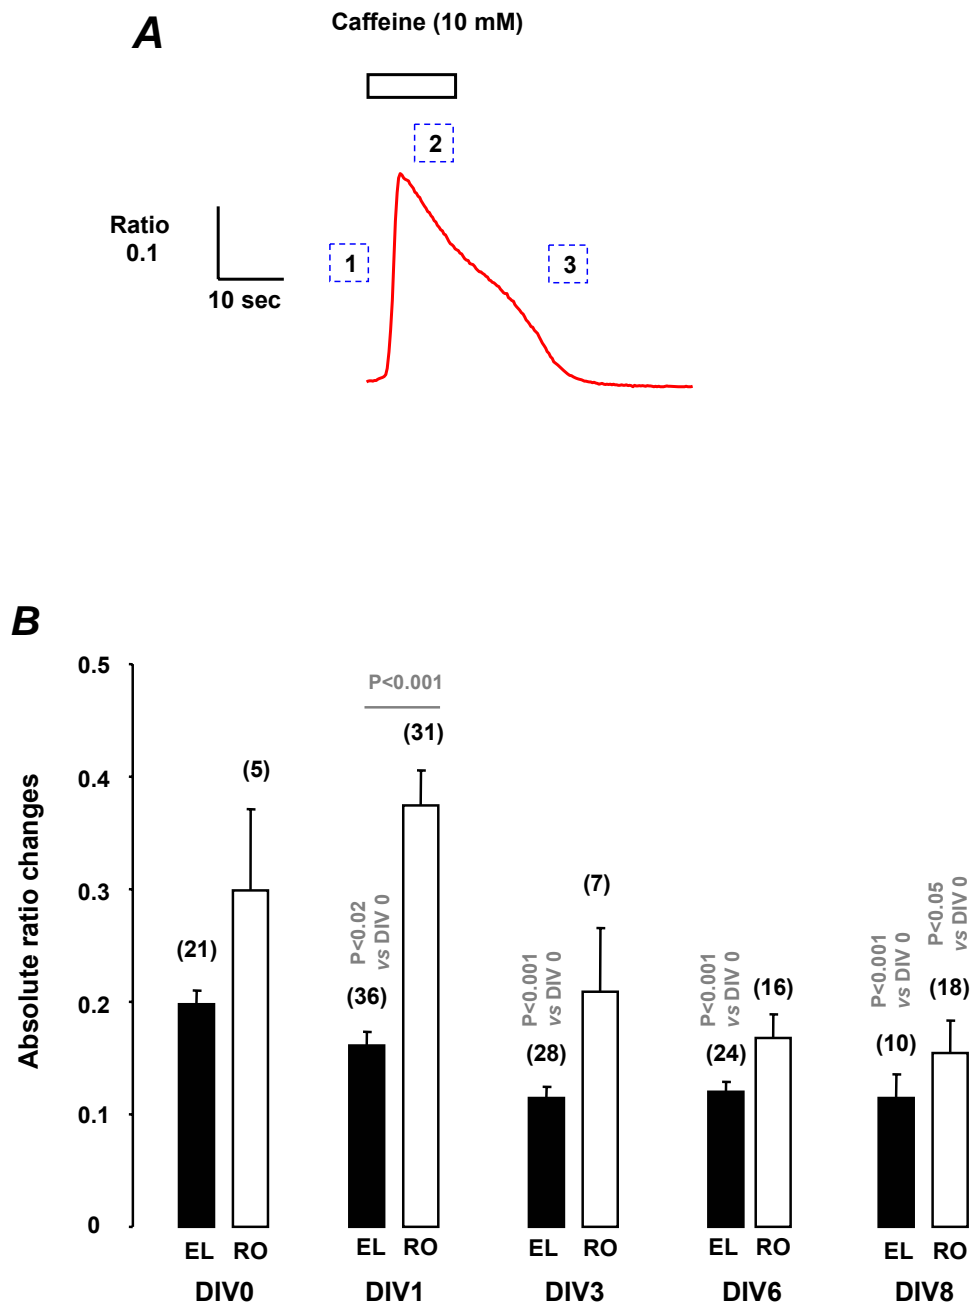 A
Caffeine (10 mM)
2
Ratio
0.1
1
3
10 sec
B
Absolute ratio changes
0.5
0.4
0.3
0.2
0.1
0
(21)
(5)
P<0.001
(31)
P<0.02
vs DIV 0
(36)
P<0.001
vs DIV 0
(28)
(7)
P<0.001
vs DIV 0
(24)
(16)
P<0.001
vs DIV 0
(10)
P<0.05
vs DIV 0
(18)
EL RO
EL RO
EL RO
EL RO
EL RO
DIV0
DIV1
DIV3
DIV6
DIV8